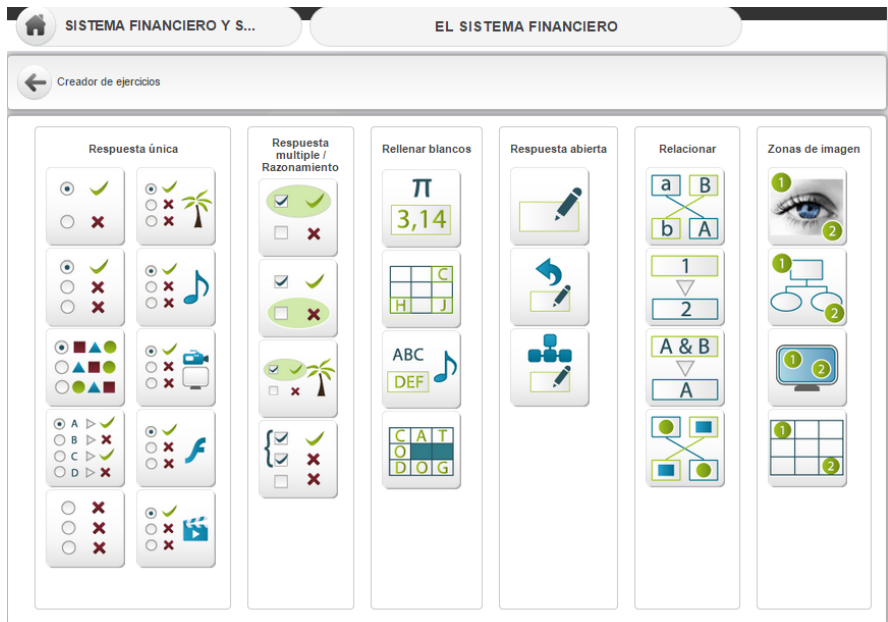 SISTEMA FINANCIERO Y S...
EL SISTEMA FINANCIERO
Creador de ejercicios
Respuesta única
Respuesta
multiple /
Razonamiento
Rellenar blancos
Respuesta abierta
Relacionar
Zonas de imagen
π
3,14
a B
b A
1
2
C
H J
1
2
1
2
ABC
DEF
A & B
A
1
2
A
B
C
D
C A T
O
D O G
1
2